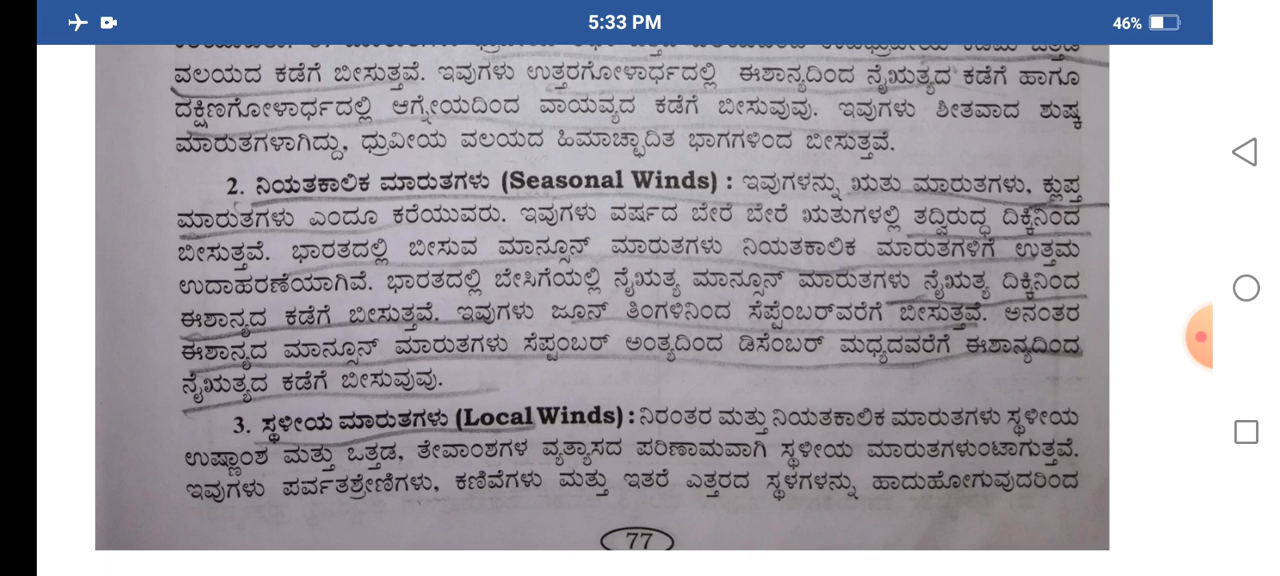 5:33 PM
46%
ವಲಯದ ಕಡೆಗೆ ಬೀಸುತ್ತವೆ. ಇವುಗಳು ಉತ್ತರಗೋಳಾರ್ಧದಲ್ಲಿ ಈಶಾನ್ಯದಿಂದ ನೈಋತ್ಯದ ಕಡೆಗೆ ಹಾಗೂ
ದಕ್ಷಿಣಗೋಳಾರ್ಧದಲ್ಲಿ ಆಗ್ನೇಯದಿಂದ ವಾಯವ್ಯದ ಕಡೆಗೆ ಬೀಸುವುವು. ಇವುಗಳು ಶೀತವಾದ ಶುಷ್ಕ
ಮಾರುತಗಳಾಗಿದ್ದು, ಧ್ರುವೀಯ ವಲಯದ ಹಿಮಾಚ್ಛಾದಿತ ಭಾಗಗಳಿಂದ ಬೀಸುತ್ತವೆ.
2. ನಿಯತಕಾಲಿಕ ಮಾರುತಗಳು (Seasonal Winds) : ಇವುಗಳನ್ನು ಋತು ಮಾರುತಗಳು, ಕ್ಲುಪ್ತ
ಮಾರುತಗಳು ಎಂದೂ ಕರೆಯುವರು. ಇವುಗಳು ವರ್ಷದ ಬೇರೆ ಬೇರೆ ಋತುಗಳಲ್ಲಿ ತದ್ವಿರುದ್ಧ ದಿಕ್ಕಿನಿಂದ
ಬೀಸುತ್ತವೆ. ಭಾರತದಲ್ಲಿ ಬೀಸುವ ಮಾನ್ಸೂನ್ ಮಾರುತಗಳು ನಿಯತಕಾಲಿಕ ಮಾರುತಗಳಿಗೆ ಉತ್ತಮ
ಉದಾಹರಣೆಯಾಗಿವೆ. ಭಾರತದಲ್ಲಿ ಬೇಸಿಗೆಯಲ್ಲಿ ನೈಋತ್ಯ ಮಾನ್ಸೂನ್ ಮಾರುತಗಳು ನೈಋತ್ಯ ದಿಕ್ಕಿನಿಂದ
ಈಶಾನ್ಯದ ಕಡೆಗೆ ಬೀಸುತ್ತವೆ. ಇವುಗಳು ಜೂನ್ ತಿಂಗಳಿನಿಂದ ಸೆಪ್ಟೆಂಬರ್‌ವರೆಗೆ ಬೀಸುತ್ತವೆ. ಅನಂತರ
ಈಶಾನ್ಯದ ಮಾನ್ಸೂನ್ ಮಾರುತಗಳು ಸೆಪ್ಟಂಬರ್ ಅಂತ್ಯದಿಂದ ಡಿಸೆಂಬರ್ ಮಧ್ಯದವರೆಗೆ ಈಶಾನ್ಯದಿಂದ
ನೈಋತ್ಯದ ಕಡೆಗೆ ಬೀಸುವುವು.
3. ಸ್ಥಳೀಯ ಮಾರುತಗಳು (Local Winds) : ನಿರಂತರ ಮತ್ತು ನಿಯತಕಾಲಿಕ ಮಾರುತಗಳು ಸ್ಥಳೀಯ
ಉಷ್ಣಾಂಶ ಮತ್ತು ಒತ್ತಡ, ತೇವಾಂಶಗಳ ವ್ಯತ್ಯಾಸದ ಪರಿಣಾಮವಾಗಿ ಸ್ಥಳೀಯ ಮಾರುತಗಳುಂಟಾಗುತ್ತವೆ.
ಇವುಗಳು ಪರ್ವತಶ್ರೇಣಿಗಳು, ಕಣಿವೆಗಳು ಮತ್ತು ಇತರೆ ಎತ್ತರದ ಸ್ಥಳಗಳನ್ನು ಹಾದುಹೋಗುವುದರಿಂದ
77